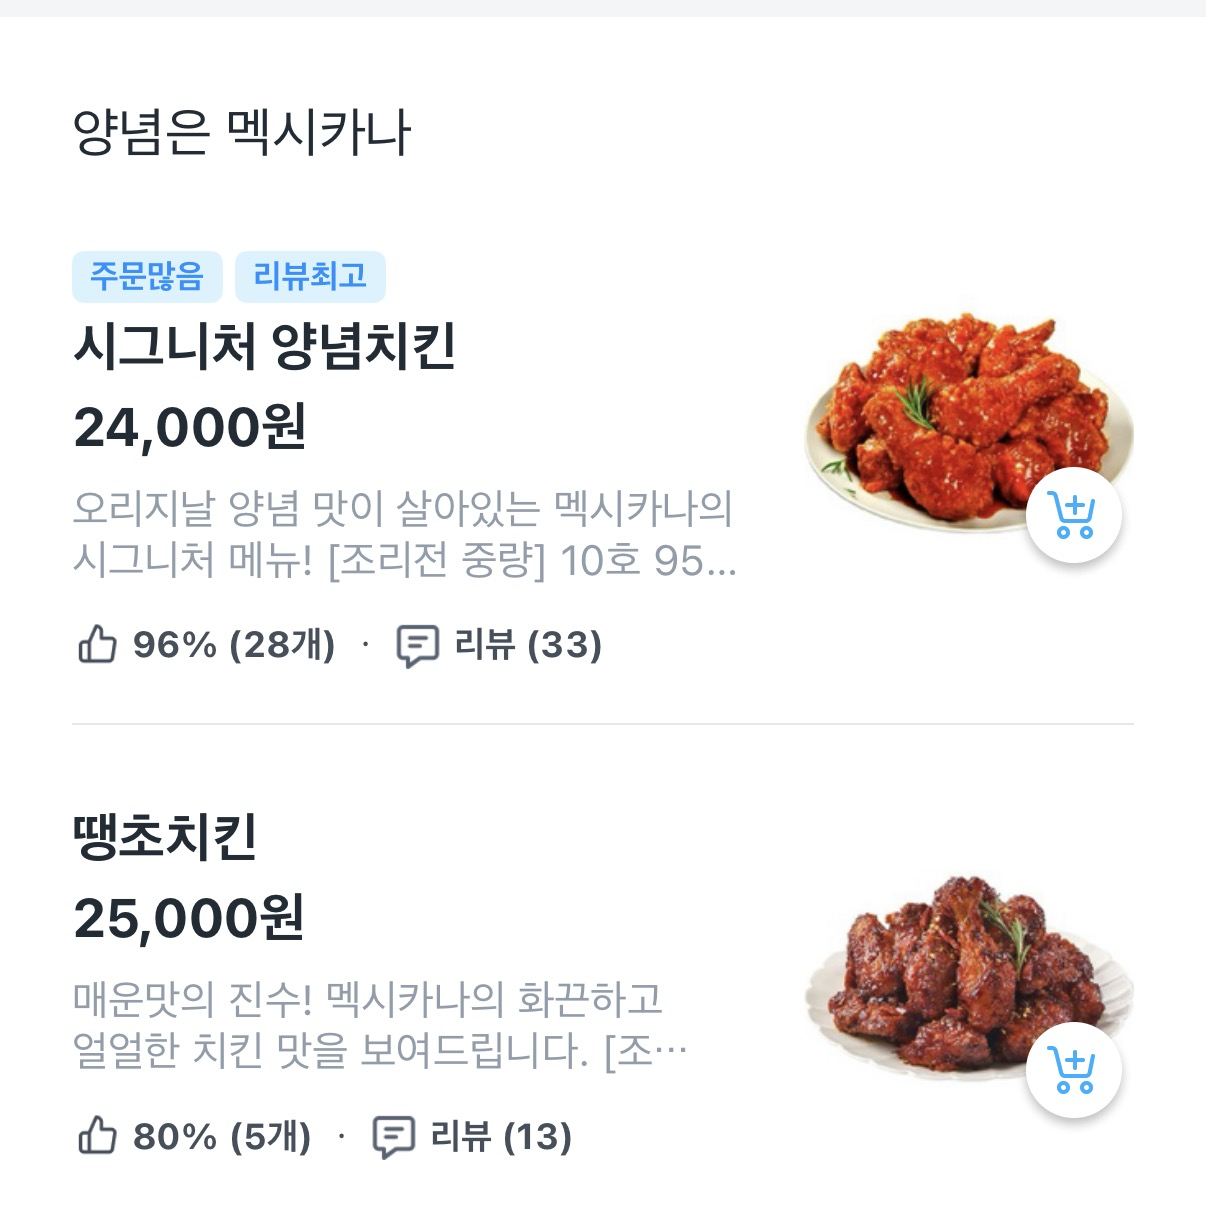 양념은 멕시카나
주문많음 리뷰최고
시그니처 양념치킨
24,000원
오리지날 양념 맛이 살아있는 멕시카나의
시그니처 메뉴! [조리전 중량] 10호 95...
96% (28개) · 리뷰 (33)
땡초치킨
25,000원
매운맛의 진수! 멕시카나의 화끈하고
얼얼한 치킨 맛을 보여드립니다. [조···
80% (5개) · 리뷰 (13)